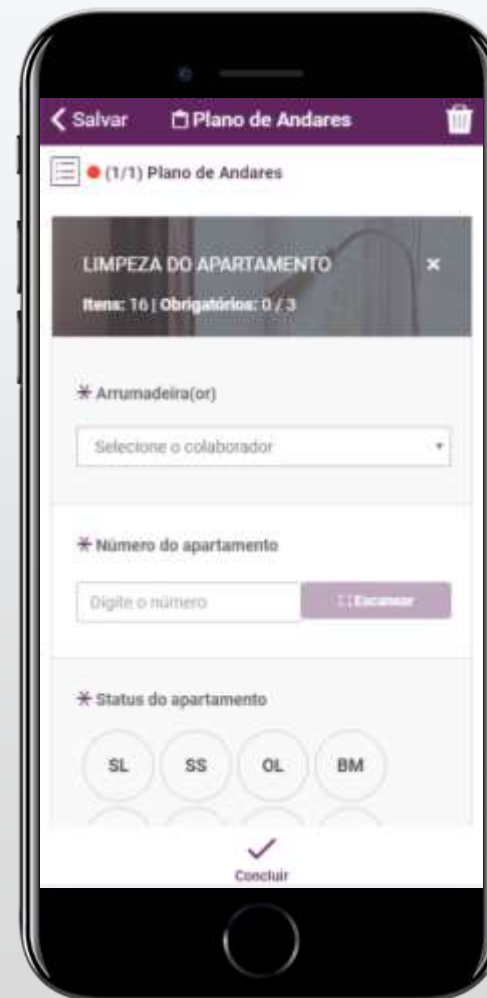 Salvar Plano de Andares
(1/1) Plano de Andares
LIMPEZA DO APARTAMENTO ×
Itens: 16 | Obrigatórios: 0 / 3
* Arrumadeira(or)
Selecione o colaborador
* Número do apartamento
Digite o número Escanear
* Status do apartamento
SL SS OL BM
Concluir